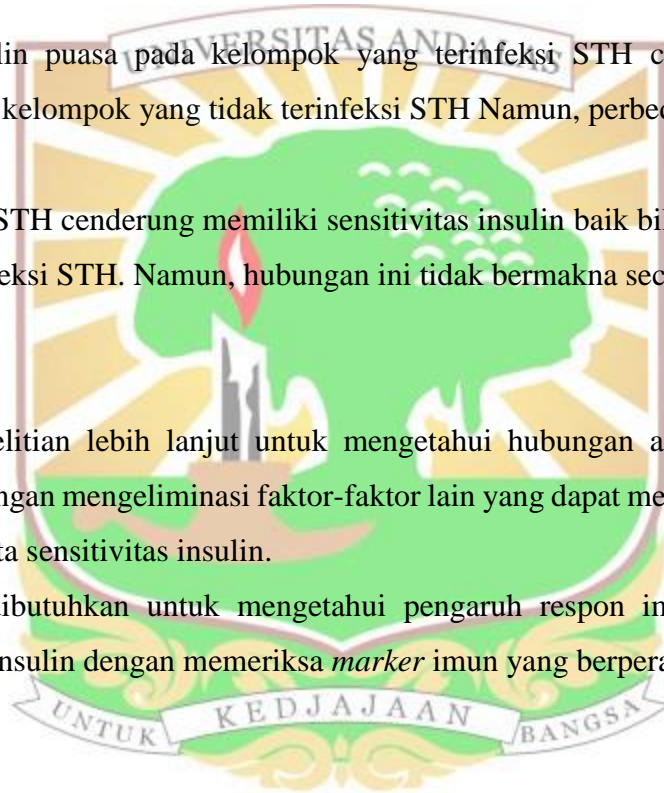 UNIVERSITAS ANDALAS
lin puasa pada kelompok yang terinfeksi STH c
kelompok yang tidak terinfeksi STH Namun, perbed
STH cenderung memiliki sensitivitas insulin baik bil
eksi STH. Namun, hubungan ini tidak bermakna sec
elitian lebih lanjut untuk mengetahui hubungan a
ngan mengeliminasi faktor-faktor lain yang dapat me
ta sensitivitas insulin.
dibutuhkan untuk mengetahui pengaruh respon im
insulin dengan memeriksa marker imun yang berpera
UNTUK KEDJAJAAN BANGSA